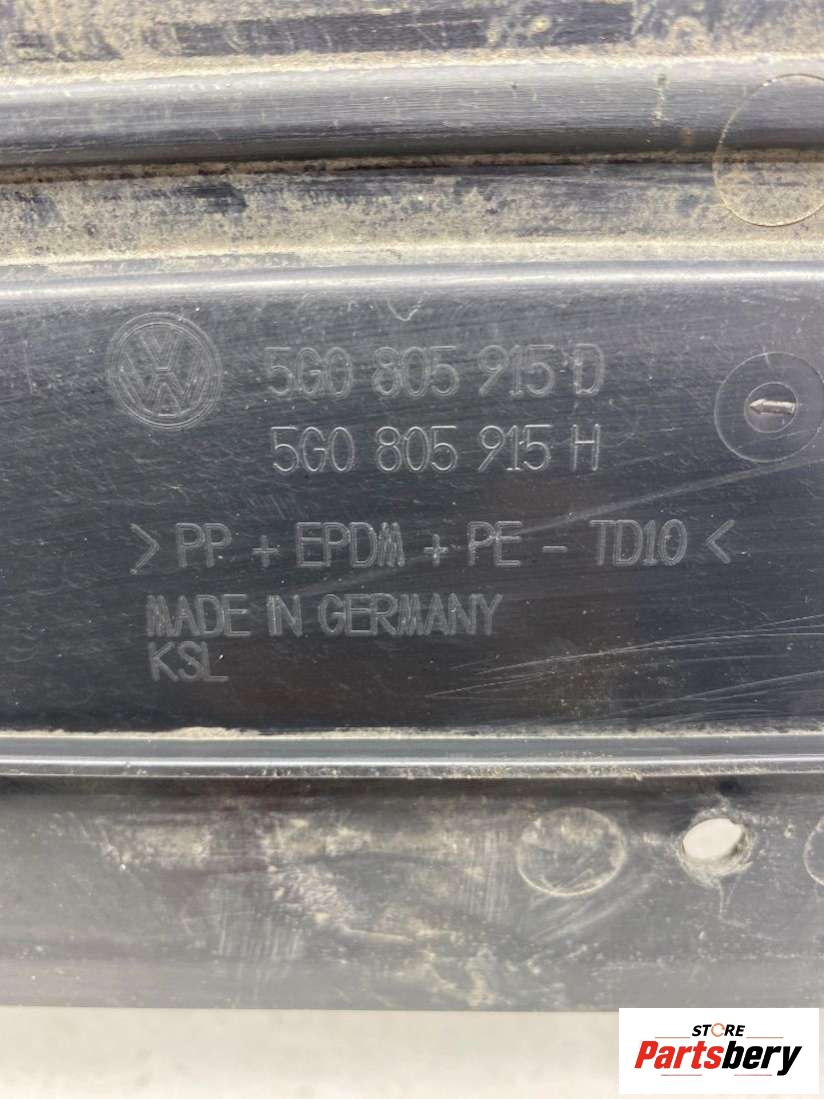 5G0 805 915 D
5G0 805 915 H
> PP + EPDM + PE - TD10 <
MADE IN GERMANY
KSL
STORE
Partsbery